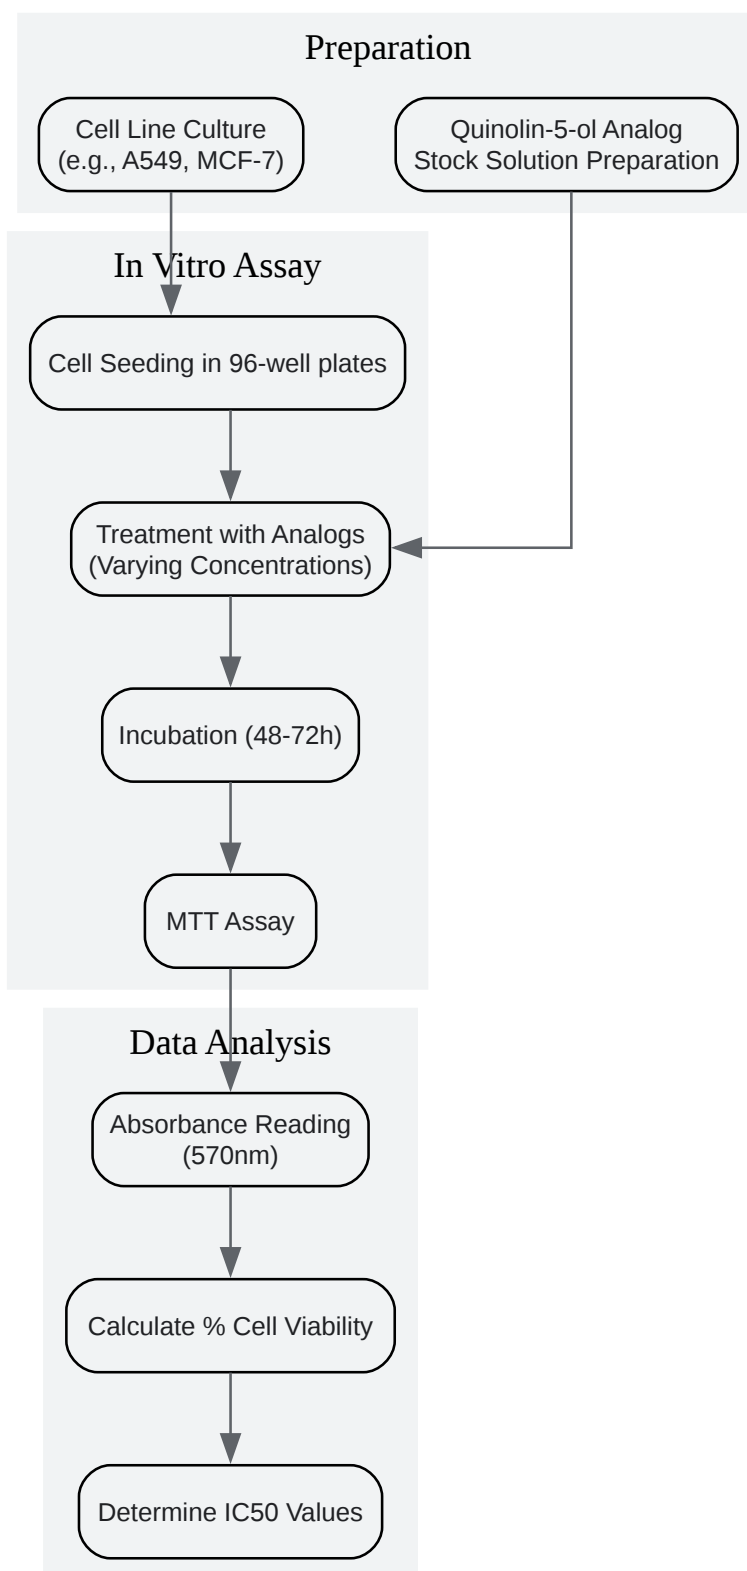 Preparation
Cell Line Culture
(e.g., A549, MCF-7)
Quinolin-5-ol Analog
Stock Solution Preparation
In Vitro Assay
Cell Seeding in 96-well plates
Treatment with Analogs
(Varying Concentrations)
Incubation (48-72h)
MTT Assay
Data Analysis
Absorbance Reading
(570nm)
Calculate % Cell Viability
Determine IC50 Values